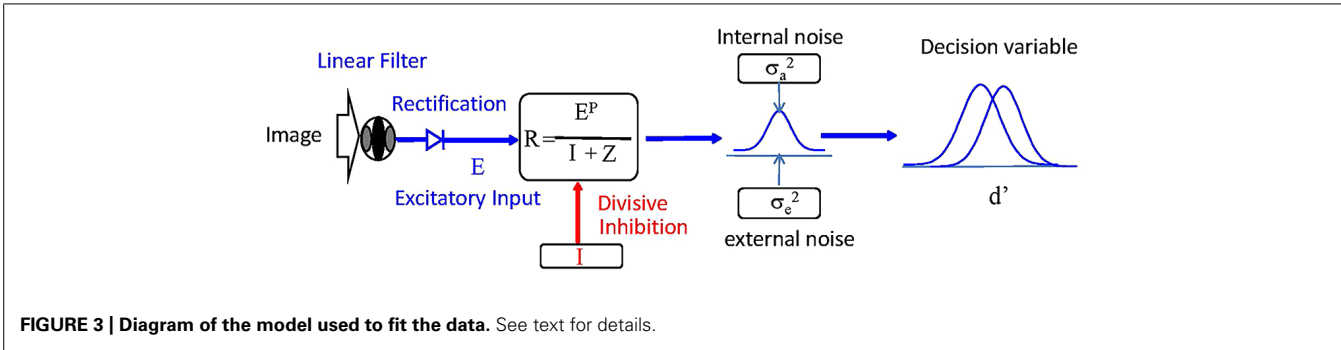 Linear Filter
Rectification
Image
E
Excitatory Input
R = E^P / (I + Z)
Divisive
Inhibition
I
Internal noise
σₐ²
σₑ²
external noise
Decision variable
d'
FIGURE 3 | Diagram of the model used to fit the data. See text for details.